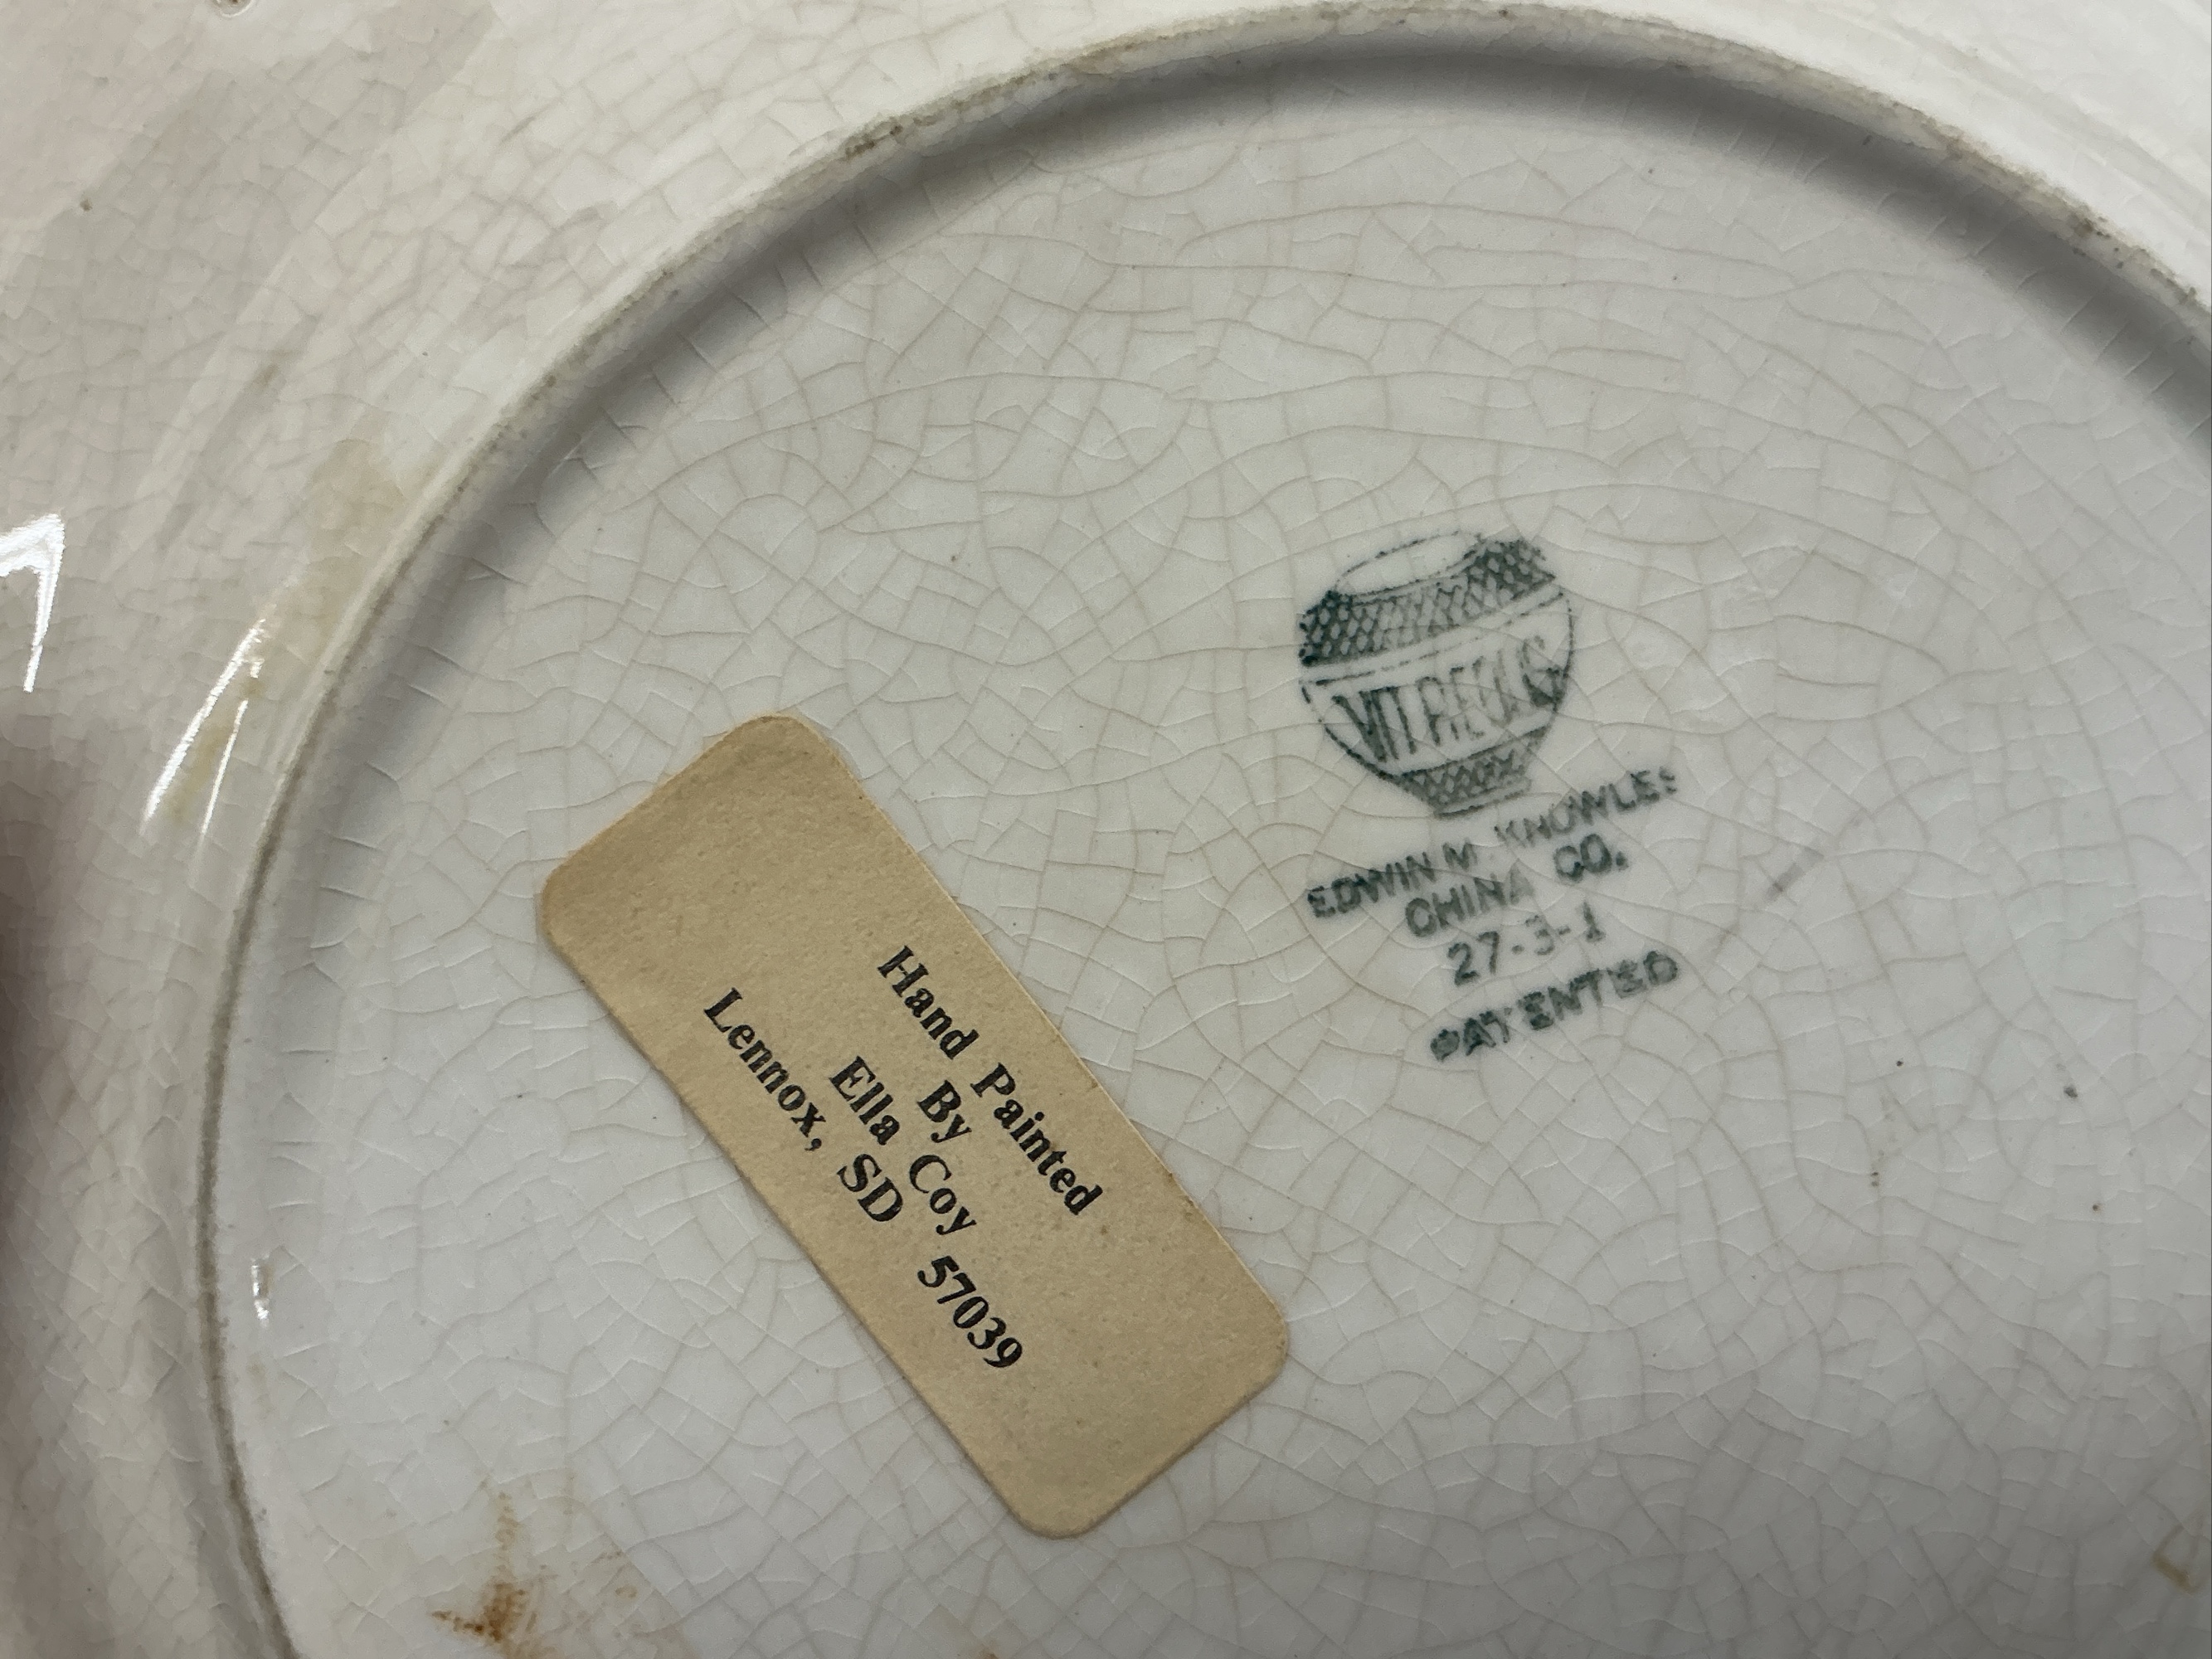 VITREOUS
EDWIN M. KNOWLES
CHINA CO.
27-3-1
PATENTED
Hand Painted
By
Ella Coy
Lennox, SD 57039